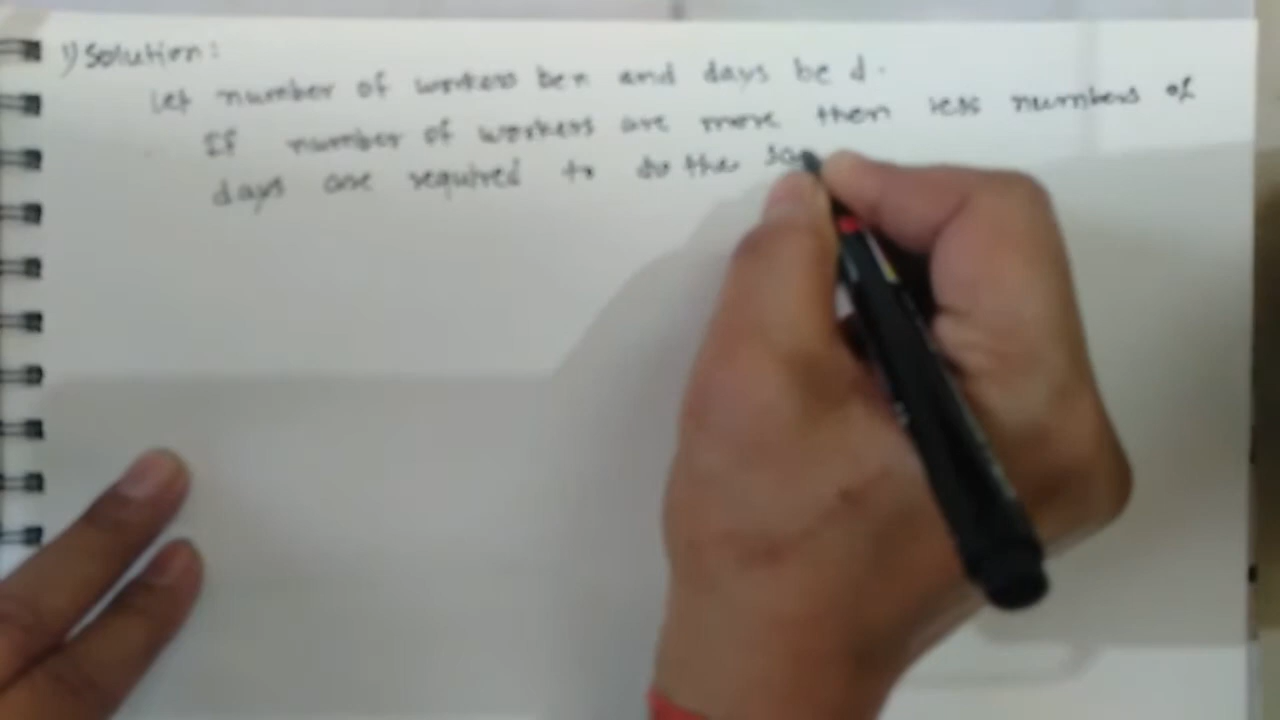 1) Solution:
Let number of workers be n and days be d.
If number of workers are more then less numbers of
days are required to do the sa